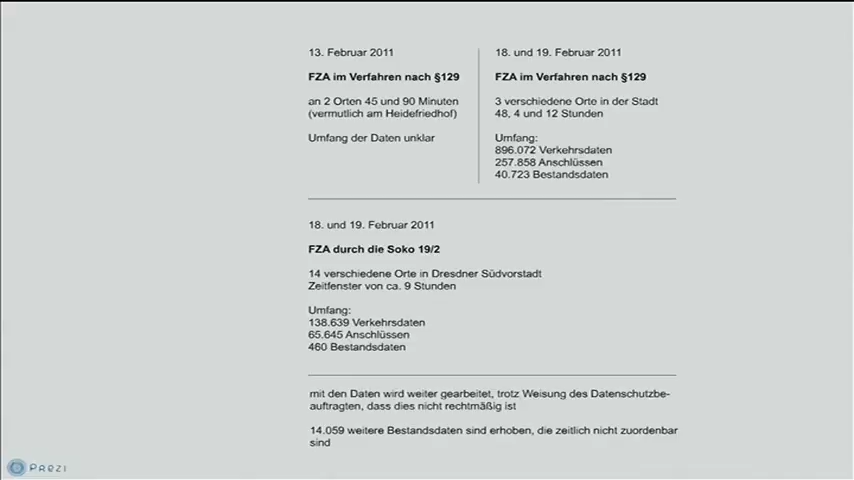 13. Februar 2011
FZA im Verfahren nach §129
an 2 Orten 45 und 90 Minuten
(vermutlich am Heidefriedhof)
Umfang der Daten unklar
18. und 19. Februar 2011
FZA im Verfahren nach §129
3 verschiedene Orte in der Stadt
48, 4 und 12 Stunden
Umfang:
896.072 Verkehrsdaten
257.858 Anschlüssen
40.723 Bestandsdaten
18. und 19. Februar 2011
FZA durch die Soko 19/2
14 verschiedene Orte in Dresdner Südvorstadt
Zeitfenster von ca. 9 Stunden
Umfang:
138.639 Verkehrsdaten
65.645 Anschlüssen
460 Bestandsdaten
mit den Daten wird weiter gearbeitet, trotz Weisung des Datenschutzbe-
auftragten, dass dies nicht rechtmäßig ist
14.059 weitere Bestandsdaten sind erhoben, die zeitlich nicht zuordenbar
sind
Prezi